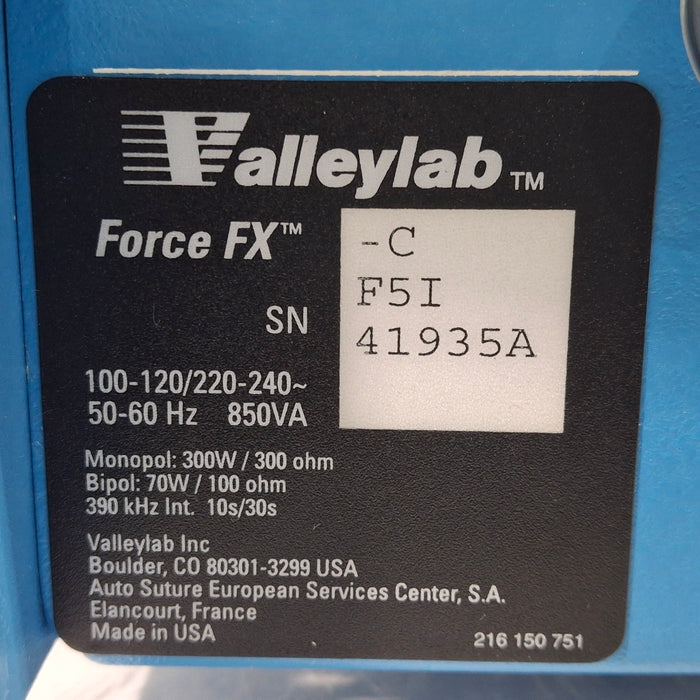 Valleylab™
Force FX™ -C
F5I
SN 41935A
100-120/220-240~
50-60 Hz 850VA
Monopol: 300W / 300 ohm
Bipol: 70W / 100 ohm
390 kHz Int. 10s/30s
Valleylab Inc
Boulder, CO 80301-3299 USA
Auto Suture European Services Center, S.A.
Elancourt, France
Made in USA 216 150 751